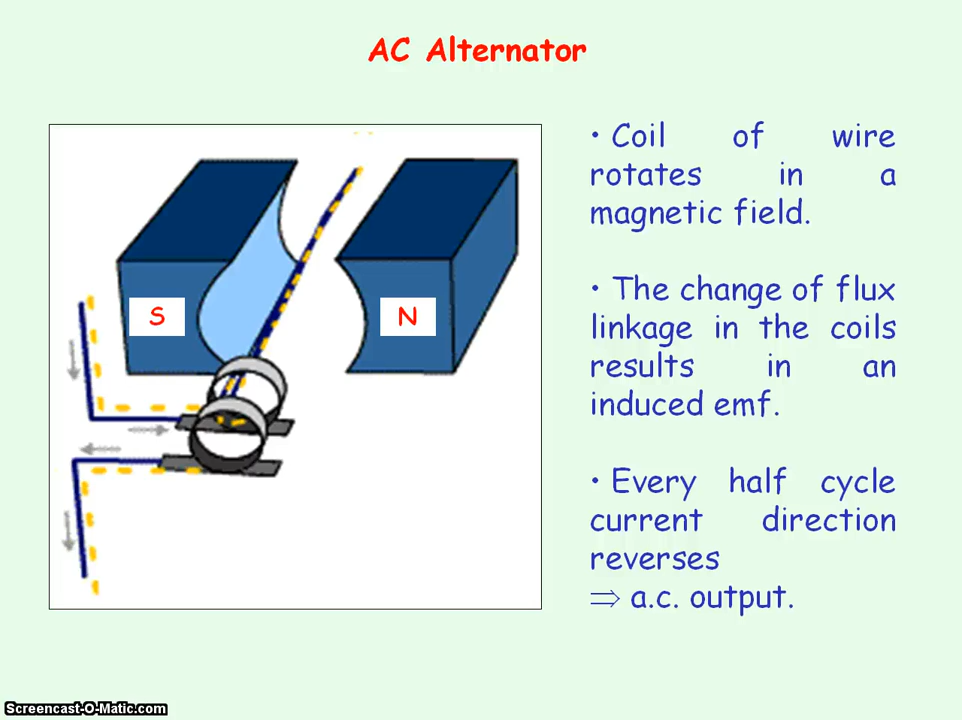 AC Alternator
• Coil of wire
rotates in a
magnetic field.
S
N
• The change of flux
linkage in the coils
results in an
induced emf.
• Every half cycle
current direction
reverses
⇒ a.c. output.
Screencast-O-Matic.com